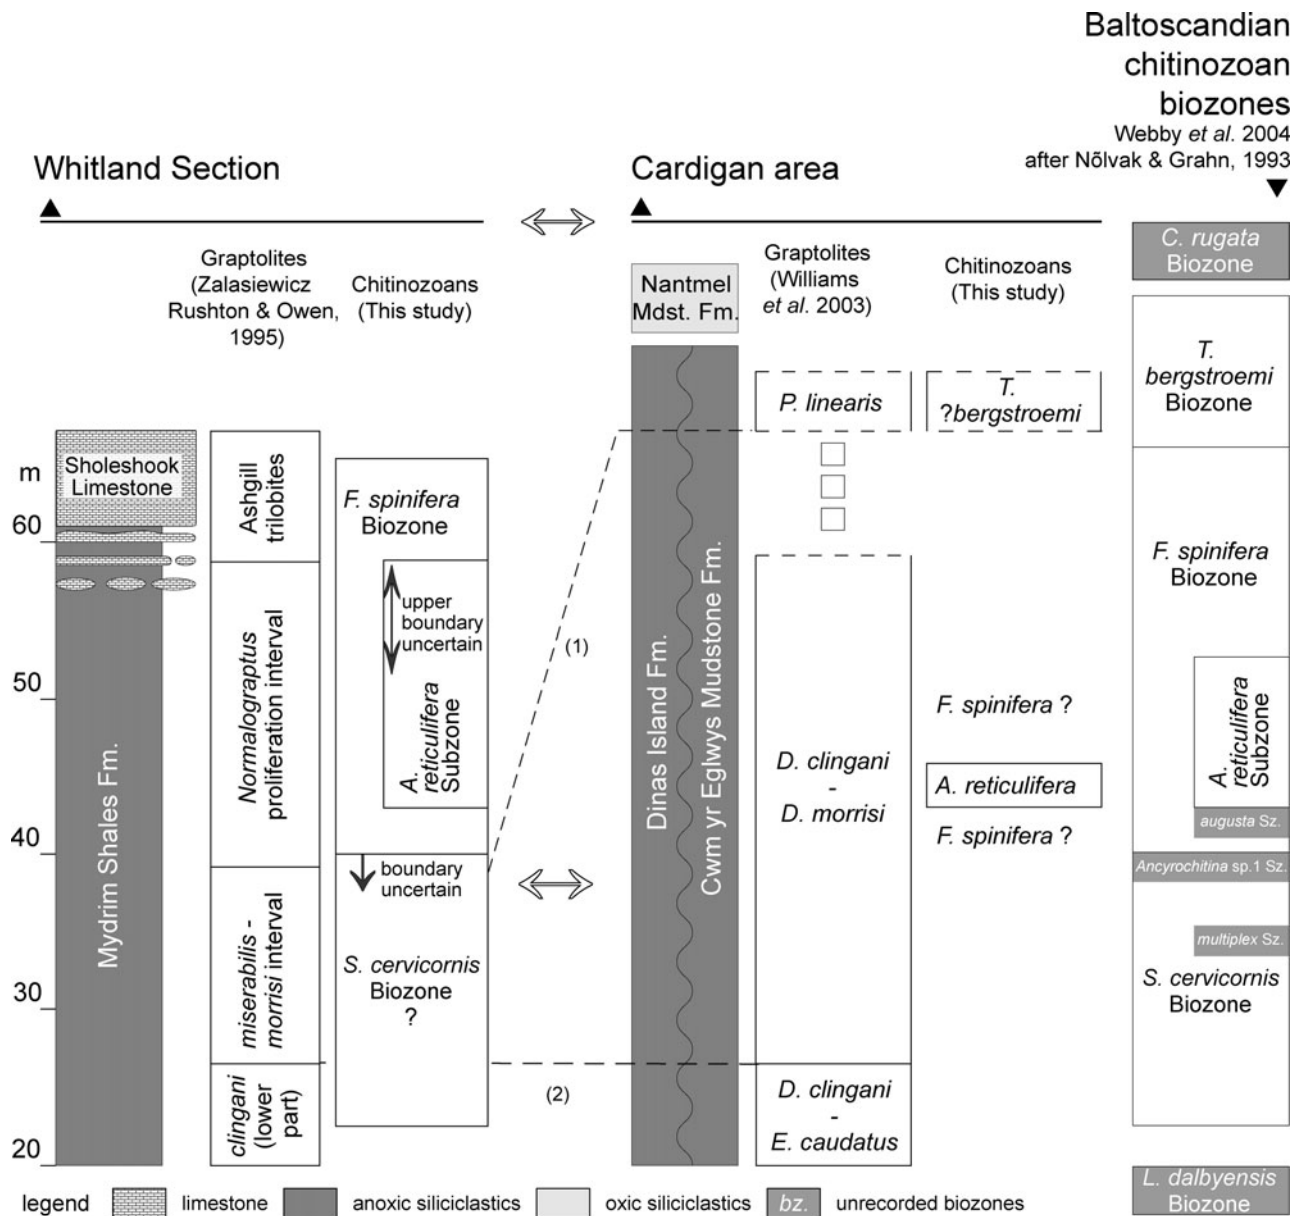 Baltoscandian
chitinozoan
biozones
Webby et al. 2004
after Nõlvak & Grahn, 1993
Whitland Section
Cardigan area
Graptolites
(Zalasiewicz
Rushton & Owen,
1995)
Chitinozoans
(This study)
Graptolites
(Williams
et al. 2003)
Chitinozoans
(This study)
m
60
50
40
30
20
Sholeshook
Limestone
Mydrim Shales Fm.
Ashgill
trilobites
Normalograptus
proliferation interval
miserabilis -
morrisi interval
clingani
(lower
part)
F. spinifera
Biozone
upper
boundary
uncertain
A.
reticulifera
Subzone
boundary
uncertain
S. cervicornis
Biozone
?
(1)
(2)
Nantmel
Mdst. Fm.
Dinas Island Fm.
Cwm yr Eglwys Mudstone Fm.
P. linearis
D. clingani
-
D. morrisi
D. clingani
-
E. caudatus
T.
?bergstroemi
F. spinifera ?
A. reticulifera
F. spinifera ?
C. rugata
Biozone
T.
bergstroemi
Biozone
F. spinifera
Biozone
A.
reticulifera
Subzone
augusta Sz.
Ancyrochitina sp.1 Sz.
multiplex Sz.
S. cervicornis
Biozone
L. dalbyensis
Biozone
legend
limestone
anoxic siliciclastics
oxic siliciclastics
bz.
unrecorded biozones